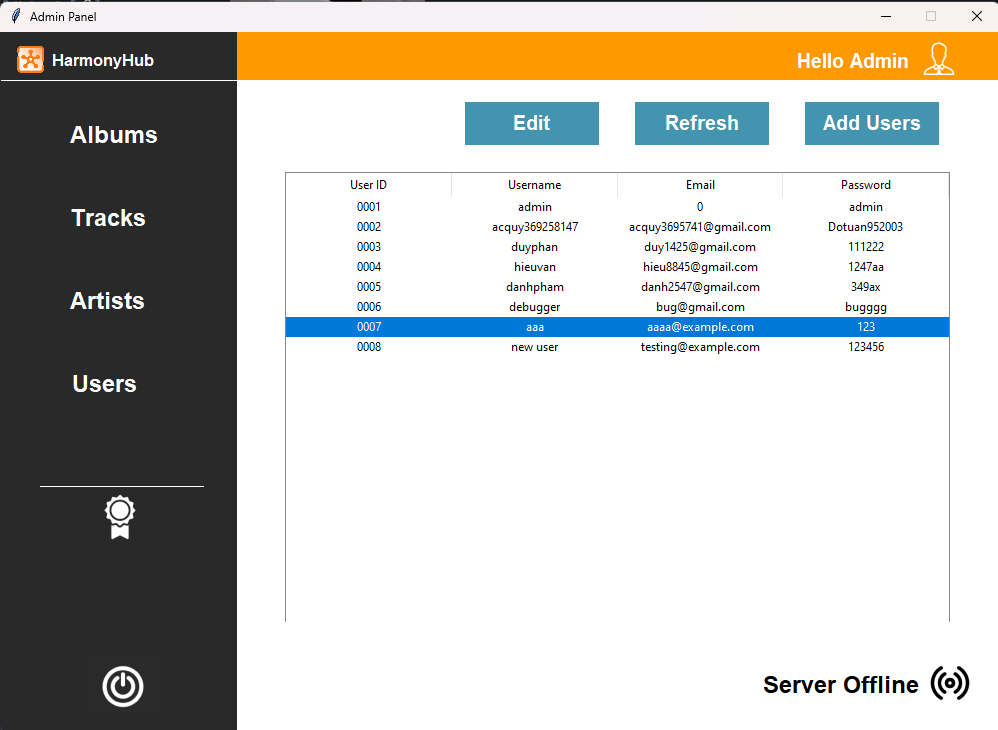 Admin Panel
HarmonyHub
Hello Admin
Albums
Tracks
Artists
Users
Edit Refresh Add Users
User ID Username Email Password
0001 admin 0 admin
0002 acquy369258147 acquy3695741@gmail.com Dotuan952003
0003 duyphan duy1425@gmail.com 111222
0004 hieuvan hieu8845@gmail.com 1247aa
0005 danhpham danh2547@gmail.com 349ax
0006 debugger bug@gmail.com bugggg
0007 aaa aaaa@example.com 123
0008 new user testing@example.com 123456
Server Offline